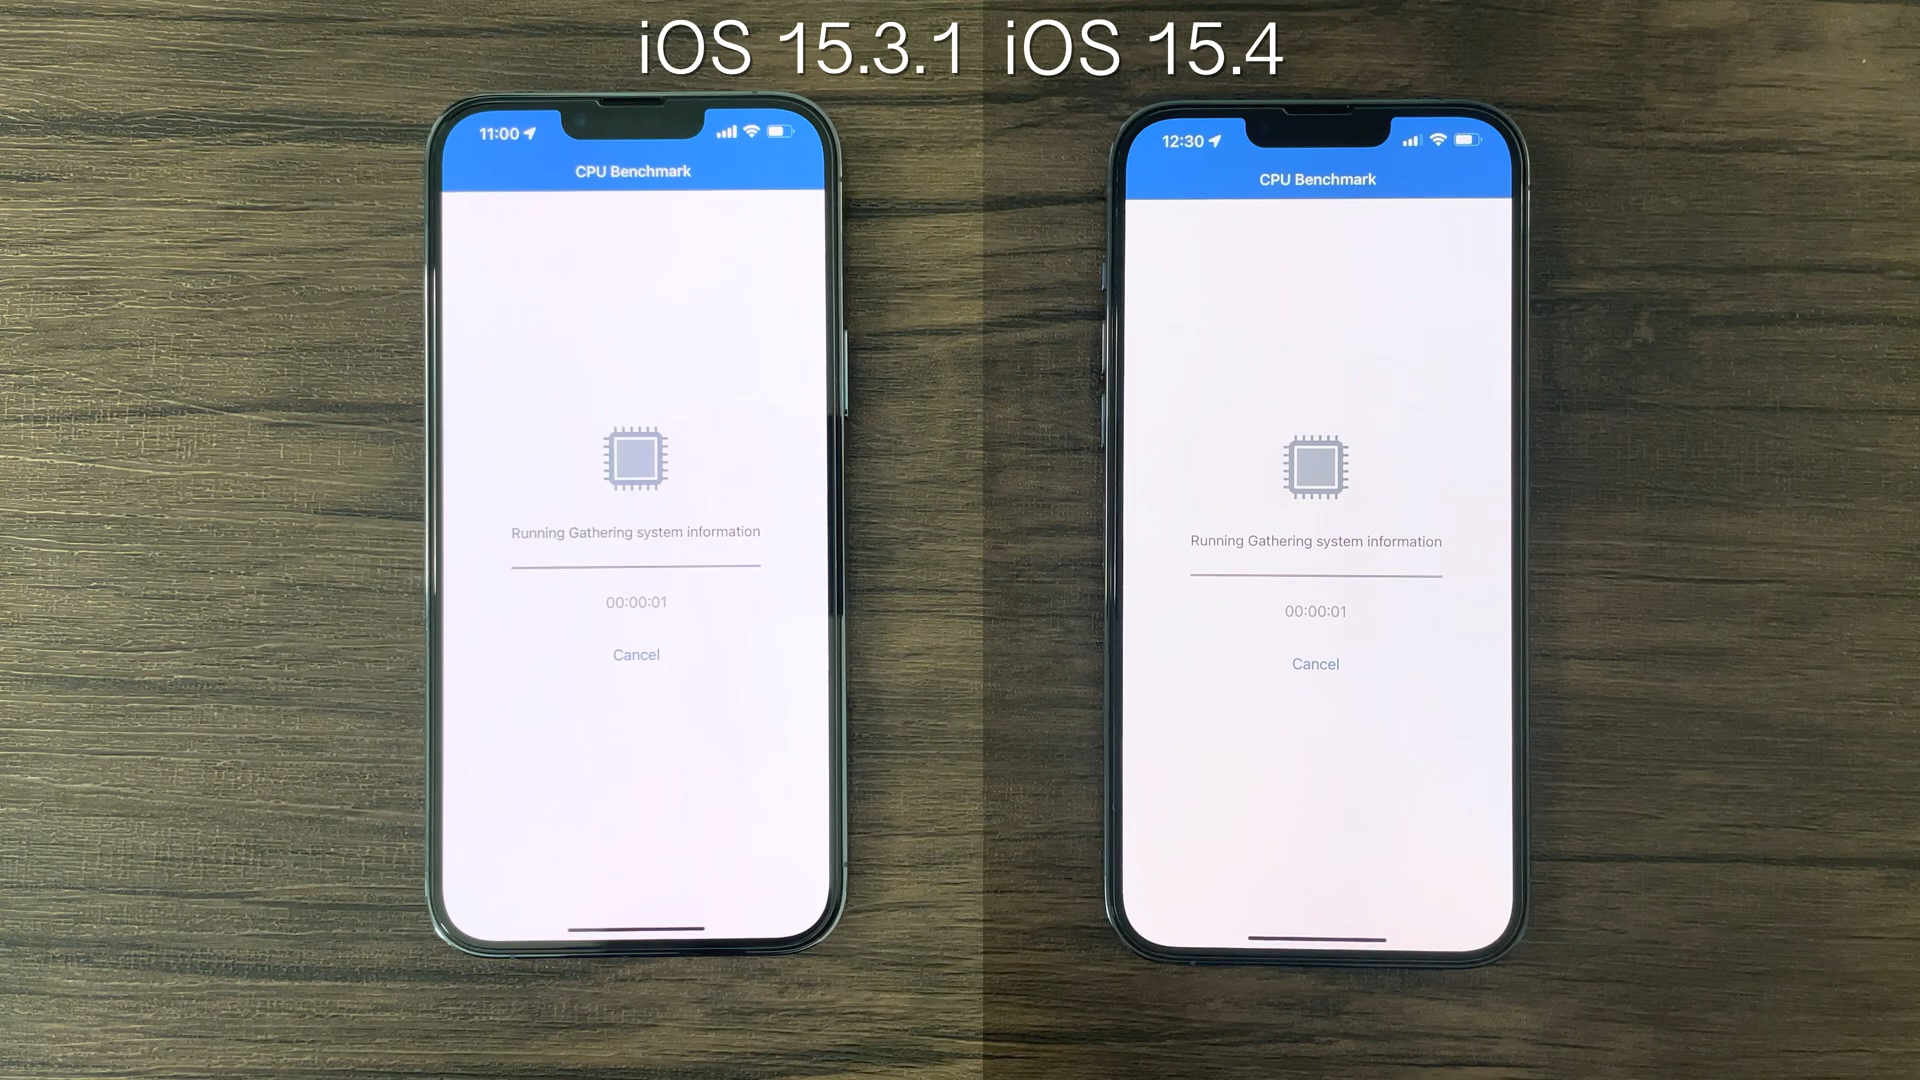 iOS 15.3.1 iOS 15.4
11:00
CPU Benchmark
Running Gathering system information
00:00:01
Cancel
12:30
CPU Benchmark
Running Gathering system information
00:00:01
Cancel